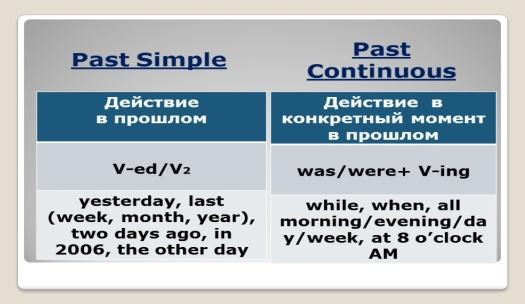 Past Simple
Past
Continuous
Действие
в прошлом
Действие в
конкретный момент
в прошлом
V-ed/V₂
was/were+ V-ing
yesterday, last
(week, month, year),
two days ago, in
2006, the other day
while, when, all
morning/evening/da
y/week, at 8 o’clock
AM